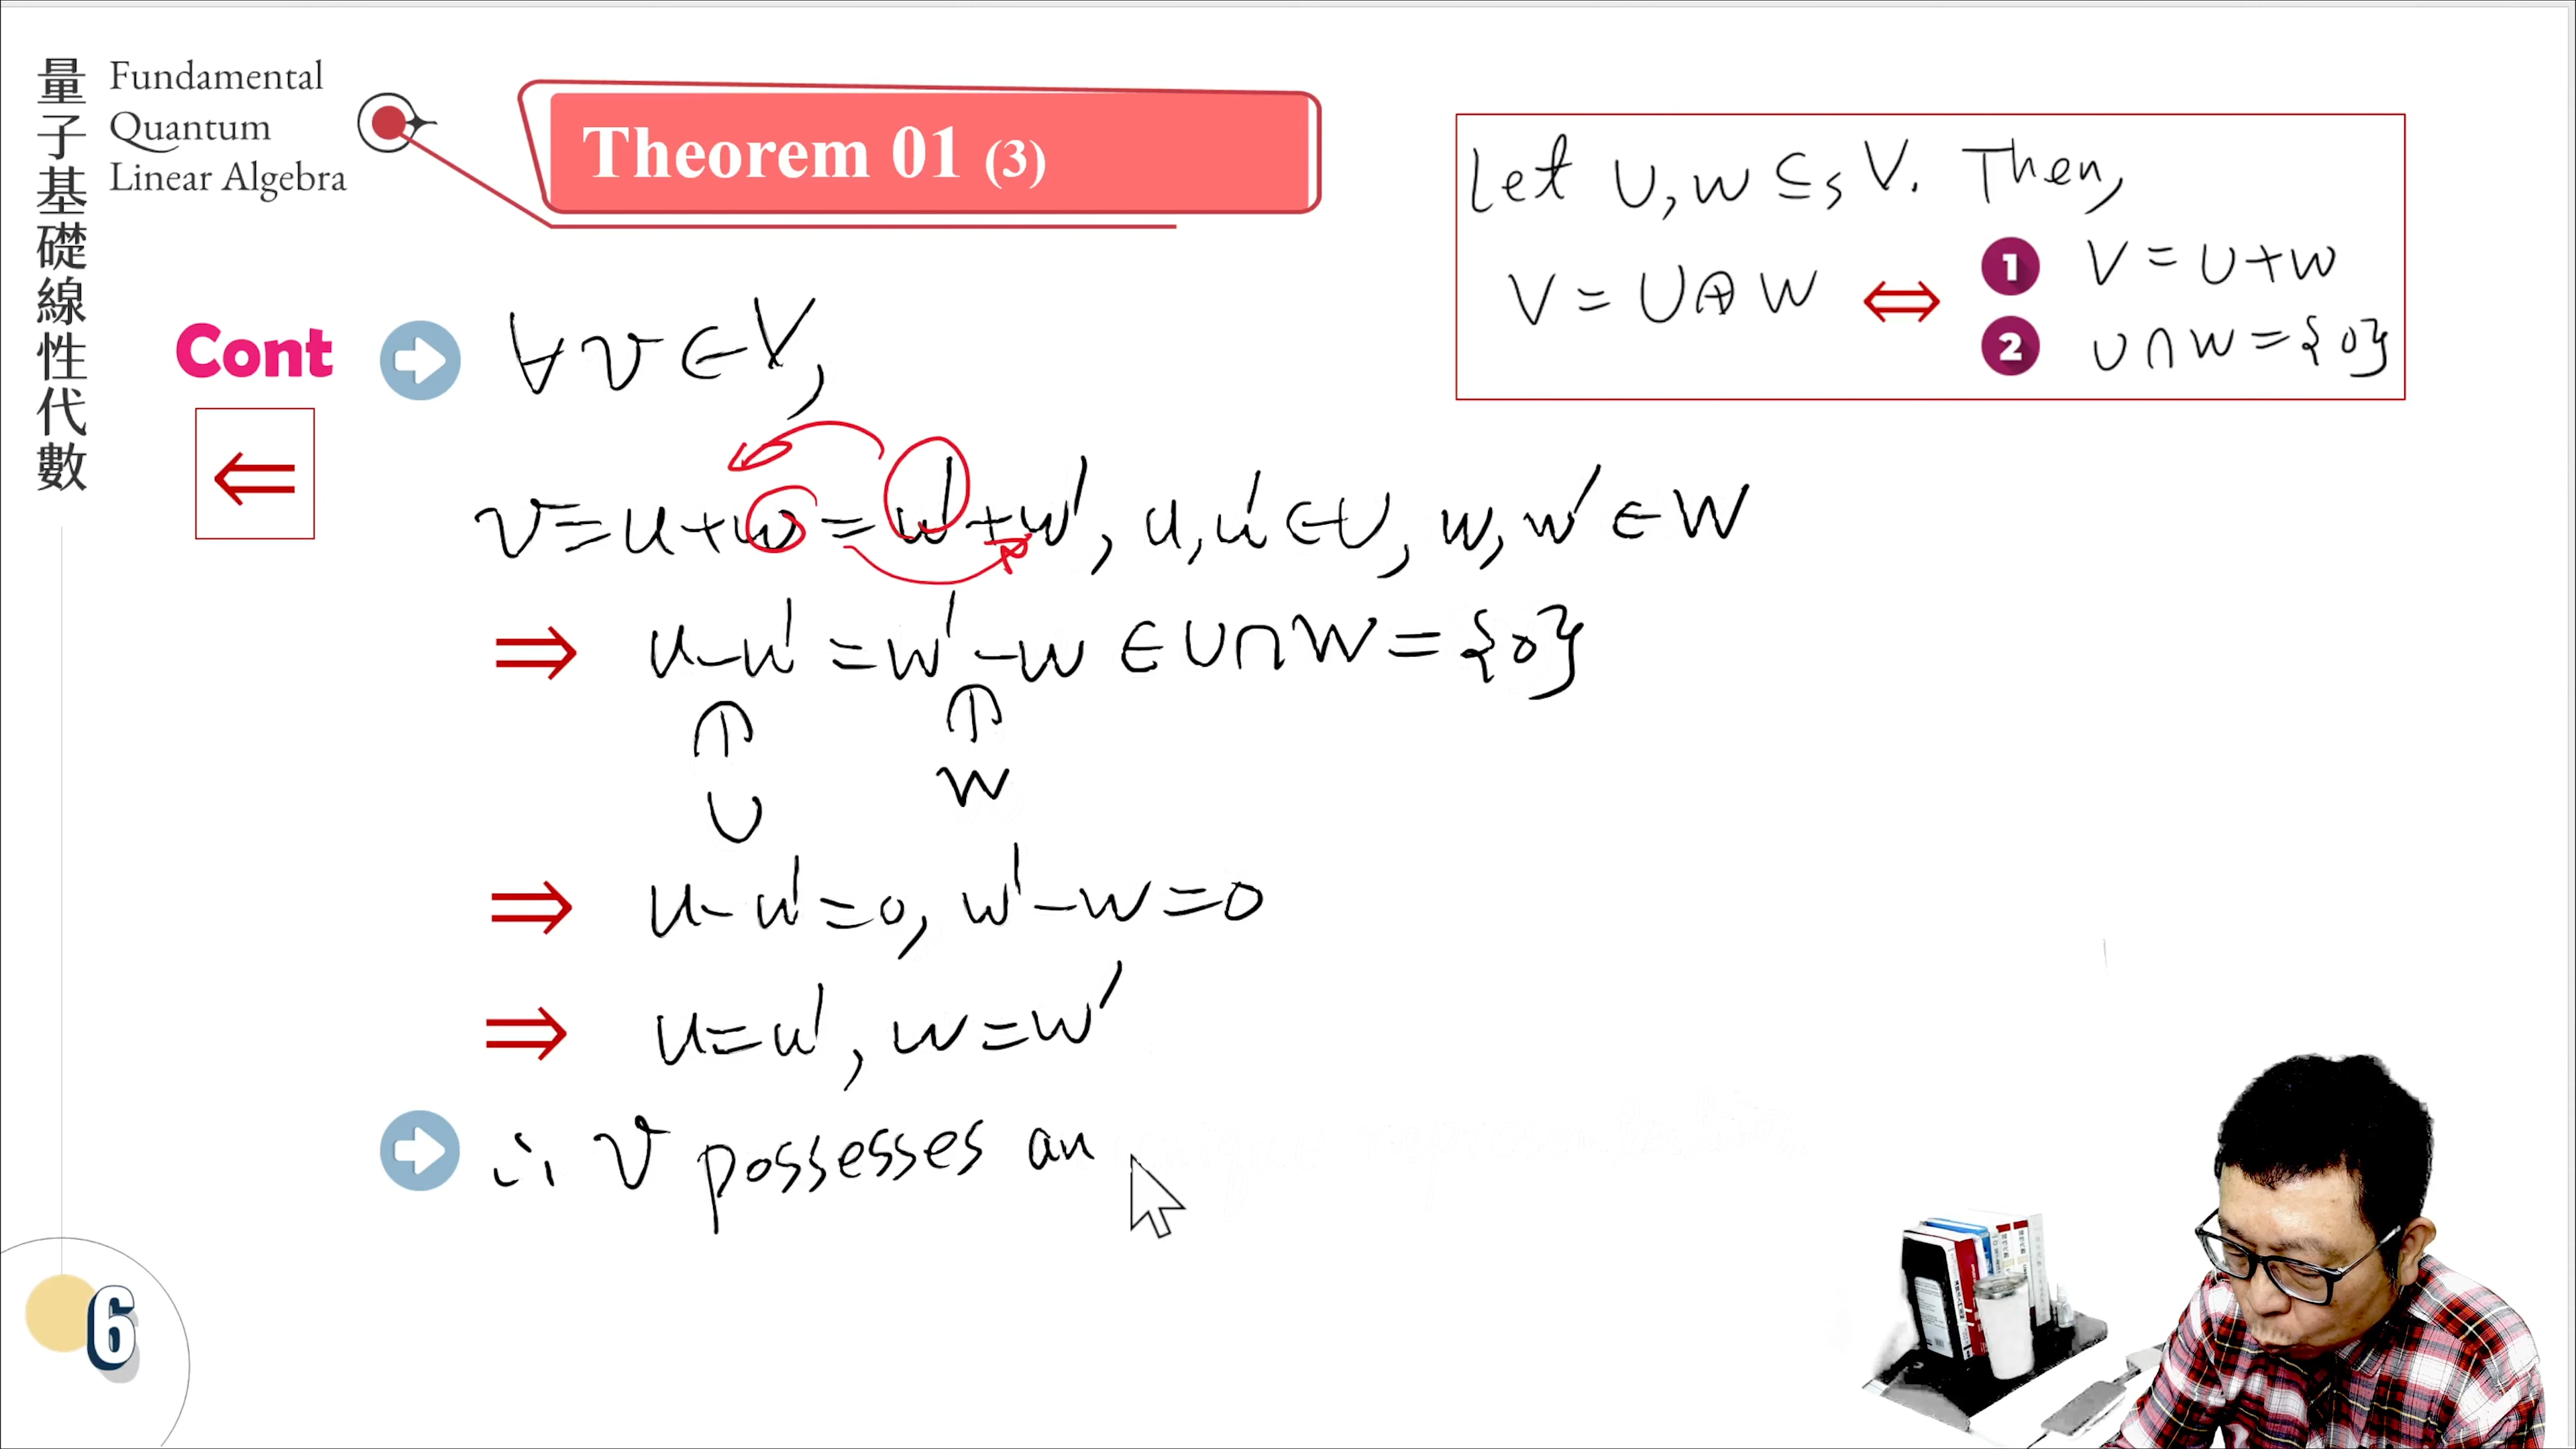 量子基礎線性代數
Fundamental
Quantum
Linear Algebra
Theorem 01 (3)
Let U, W ⊆s V. Then,
V = U ⊕ W ⇔
1 V = U + W
2 U ∩ W = {0}
Cont
⇐
∀ v ∈ V,
v = u + w = u' + w', u, u' ∈ U, w, w' ∈ W
⇒ u - u' = w' - w ∈ U ∩ W = {0}
U W
⇒ u - u' = 0, w' - w = 0
⇒ u = u', w = w'
∴ v possesses an
6